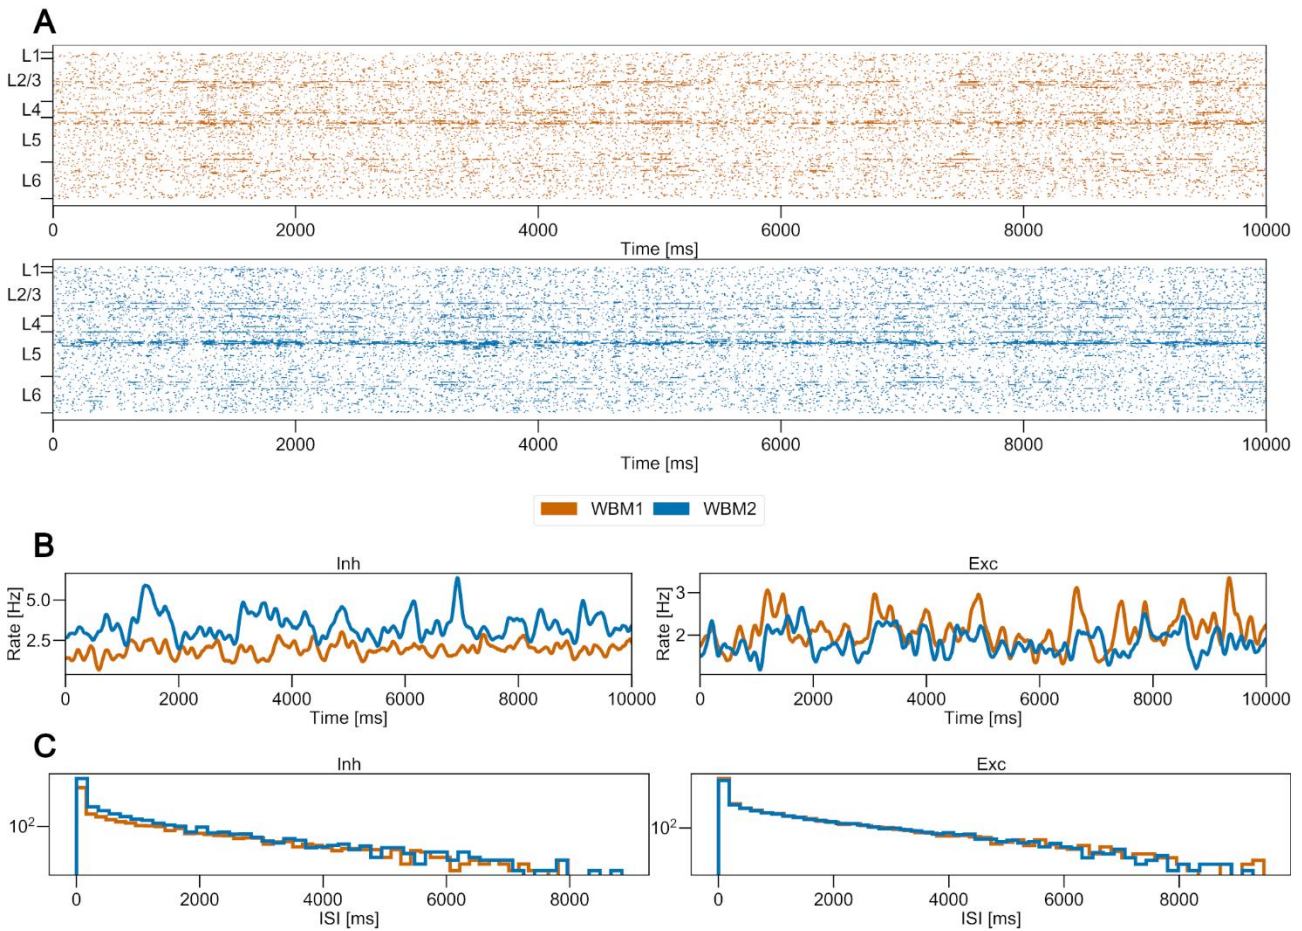 A
L1
L2/3
L4
L5
L6
0 2000 4000 6000 8000 10000
Time [ms]
L1
L2/3
L4
L5
L6
0 2000 4000 6000 8000 10000
Time [ms]
WBM1 WBM2
B
Inh Exc
Rate [Hz]
5.0
2.5
0 2000 4000 6000 8000 10000
Time [ms]
Rate [Hz]
3
2
0 2000 4000 6000 8000 10000
Time [ms]
C
Inh Exc
10²
0 2000 4000 6000 8000
ISI [ms]
10²
0 2000 4000 6000 8000
ISI [ms]